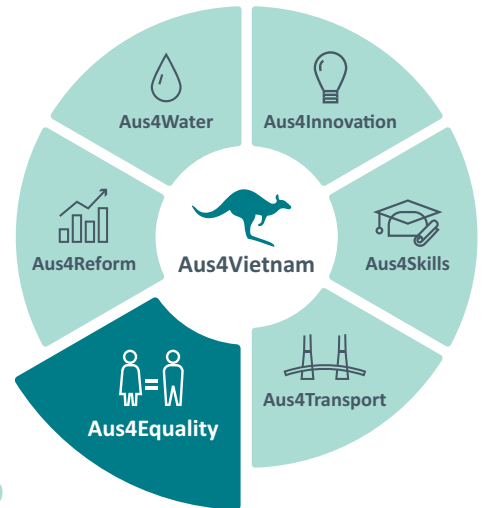 Aus4Water
Aus4Innovation
Aus4Reform
Aus4Vietnam
Aus4Skills
Aus4Equality
Aus4Transport